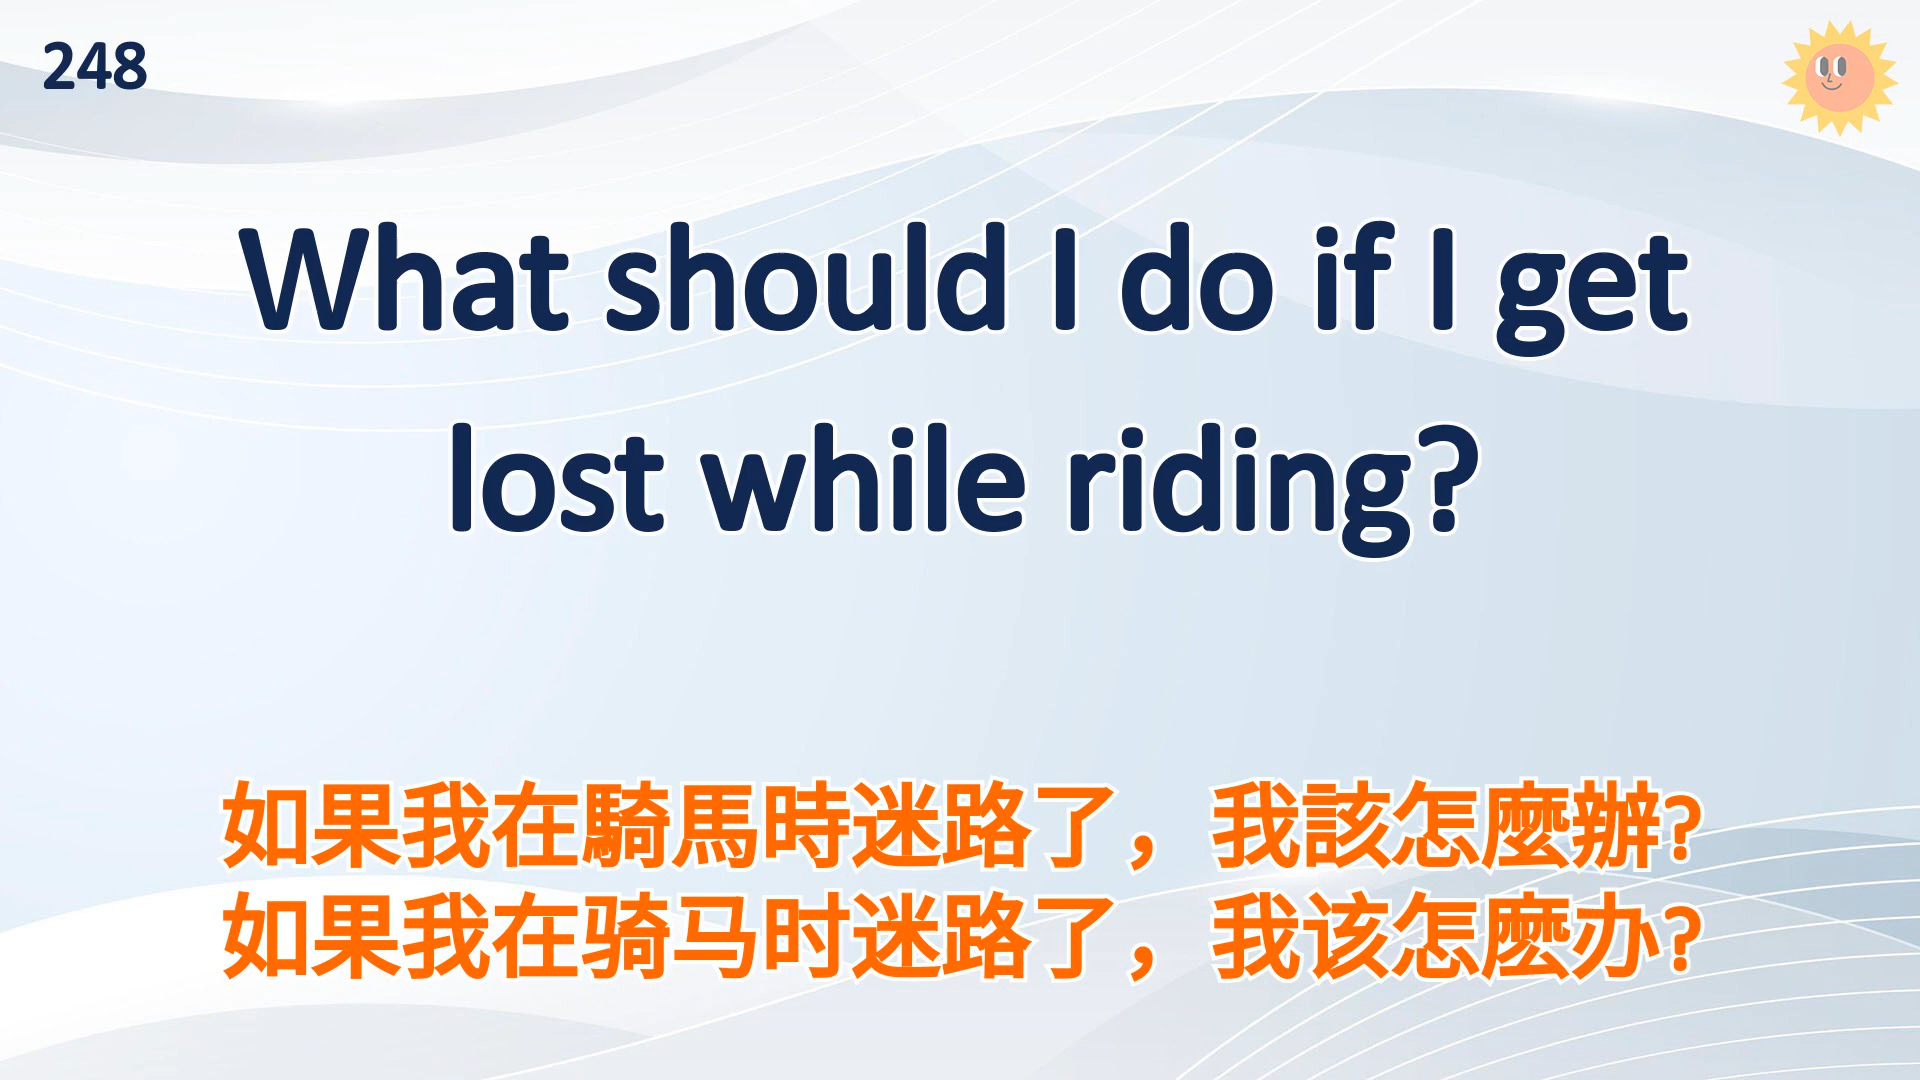 248
What should I do if I get
lost while riding?
如果我在騎馬時迷路了，我該怎麼辦?
如果我在骑马时迷路了，我该怎麽办?